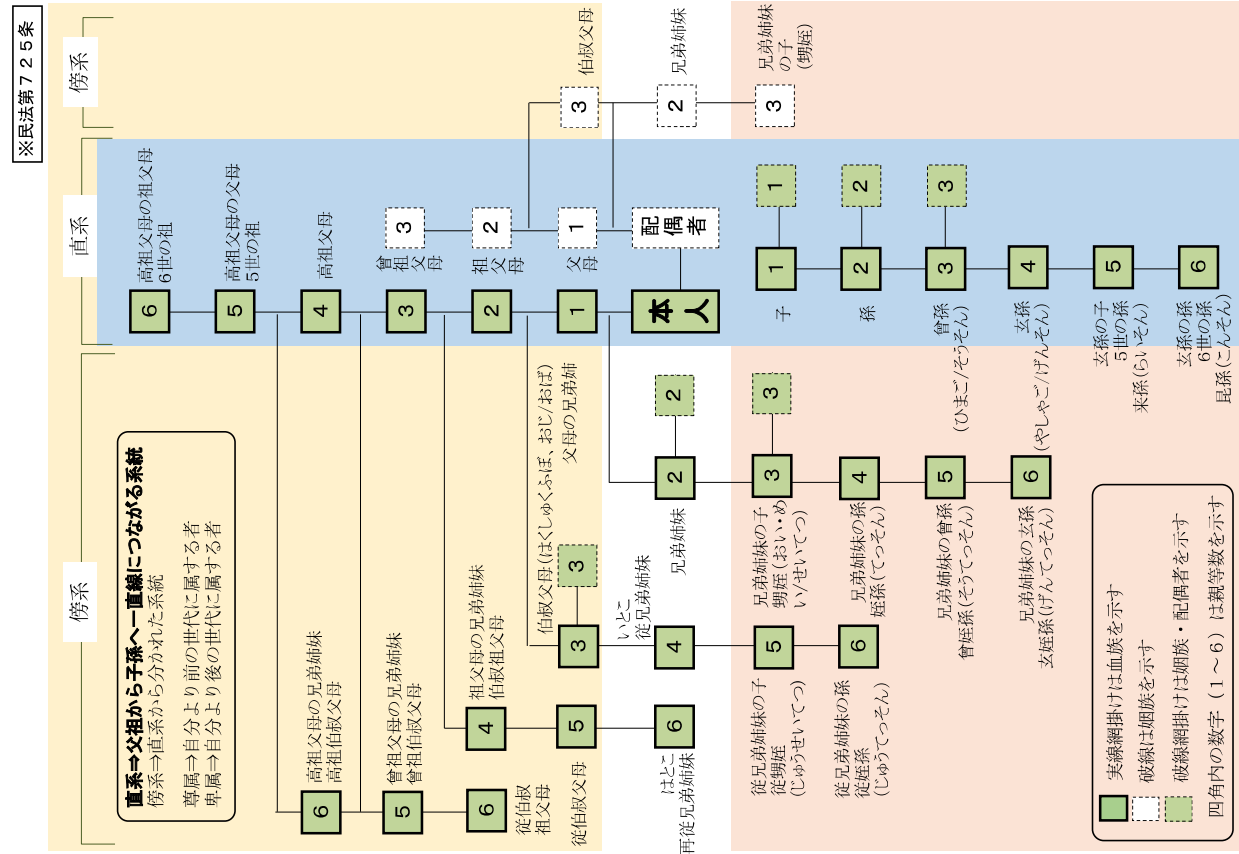 ※民法第７２５条
傍系
直系
傍系
直系⇒父祖から子孫へ一直線につながる系統
傍系⇒直系から分かれた系統
尊属⇒自分より前の世代に属する者
卑属⇒自分より後の世代に属する者
6
高祖父母の祖父母
6世の祖
5
高祖父母の父母
5世の祖
高祖父母の兄弟姉妹
高祖伯叔父母
6
4
高祖父母
曾祖父母の兄弟姉妹
曾祖伯叔父母
5
3
曾
祖
父
母
3
6
従伯叔
祖父母
4
祖父母の兄弟姉妹
伯叔祖父母
2
祖
父
母
2
5
従伯叔父母
3
3
伯叔父母(はくしゅくふぼ、おじ/おば)
父母の兄弟姉
1
父
母
1
3
伯叔父母
6
はとこ
再従兄弟姉妹
4
いとこ
従兄弟姉妹
2
2
兄弟姉妹
本
人
配
偶
者
2
兄弟姉妹
5
従兄弟姉妹の子
従甥姪
(じゅうせいてつ)
3
3
兄弟姉妹の子
甥姪(おい・め
い/せいてつ)
1
1
子
3
兄弟姉妹
の子
(甥姪)
6
従兄弟姉妹の孫
従姪孫
(じゅうてっそん)
4
兄弟姉妹の孫
姪孫(てっそん)
2
2
孫
5
兄弟姉妹の曾孫
曾姪孫(そうてっそん)
3
3
曾孫
(ひまご/そうそん)
6
兄弟姉妹の玄孫
玄姪孫(げんてっそん)
4
玄孫
(やしゃご/げんそん)
5
玄孫の子
5世の孫
来孫(らいそん)
6
玄孫の孫
6世の孫
昆孫(こんそん)
実線網掛けは血族を示す
破線は姻族を示す
破線網掛けは姻族・配偶者を示す
四角内の数字（１～６）は親等数を示す